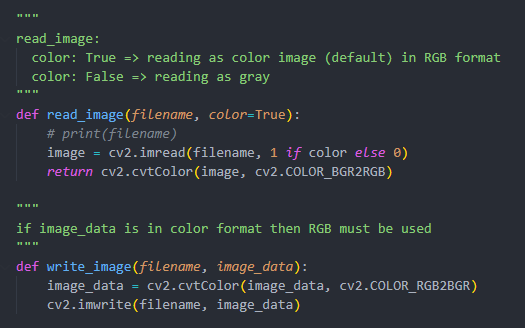 """
read_image:
  color: True => reading as color image (default) in RGB format
  color: False => reading as gray
"""
def read_image(filename, color=True):
    # print(filename)
    image = cv2.imread(filename, 1 if color else 0)
    return cv2.cvtColor(image, cv2.COLOR_BGR2RGB)

"""
if image_data is in color format then RGB must be used
"""
def write_image(filename, image_data):
    image_data = cv2.cvtColor(image_data, cv2.COLOR_RGB2BGR)
    cv2.imwrite(filename, image_data)